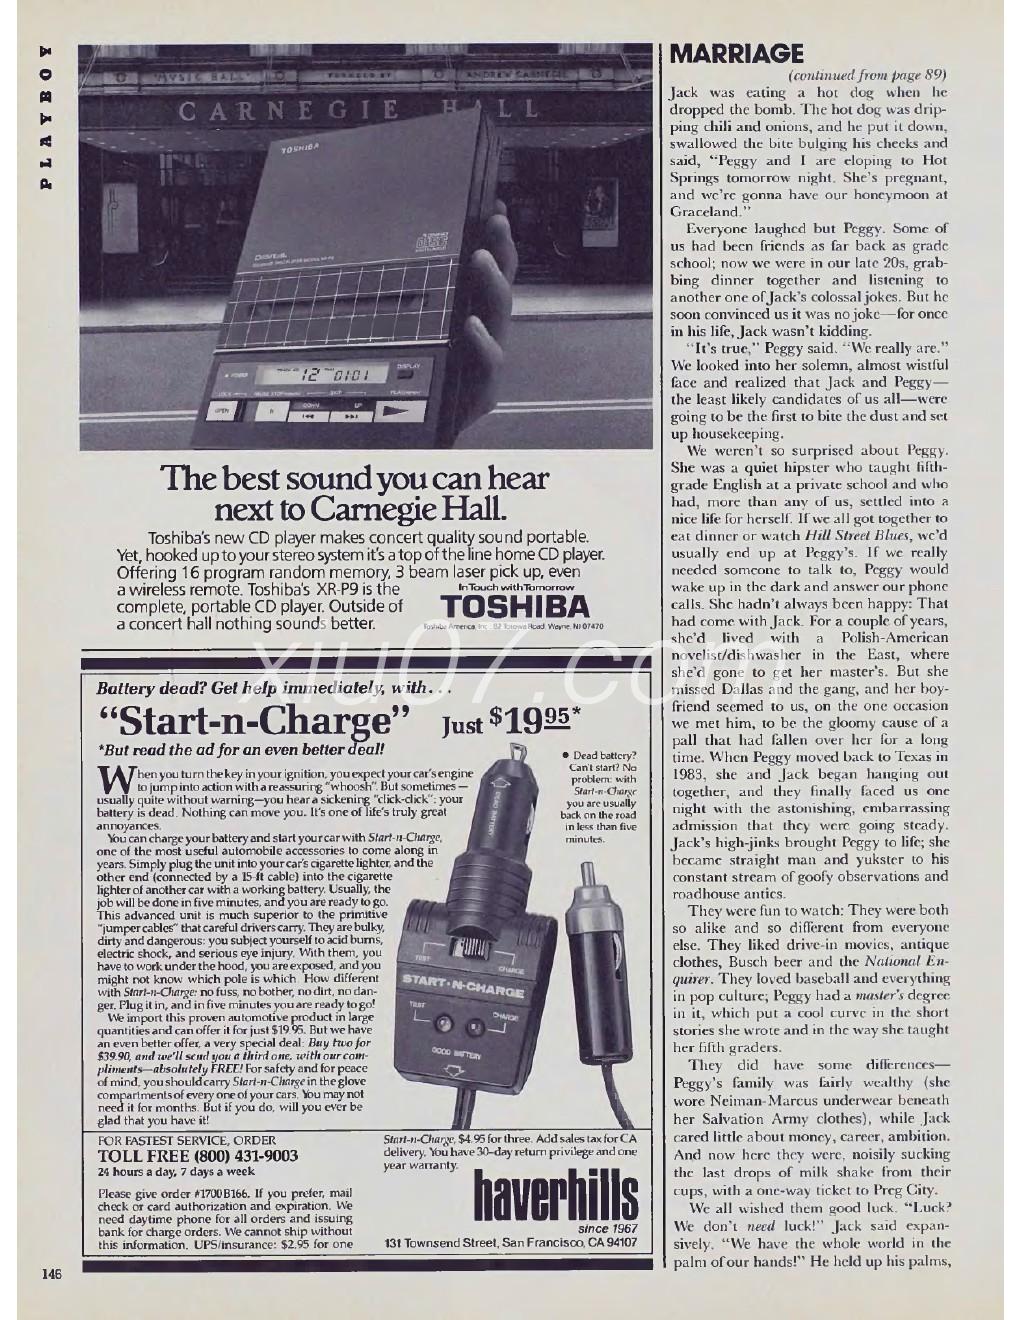 PLAYBOY
"MUSIC HALL" FOUNDED BY ANDREW CARNEGIE
CARNEGIE HALL
TOSHIBA
COMPACT
disc
DIGITAL AUDIO
DIGITAL
POWER
12 0101
DISPLAY
OPEN
DOWN
SKIP
UP
The best sound you can hear
next to Carnegie Hall.
Toshiba's new CD player makes concert quality sound portable.
Yet, hooked up to your stereo system it's a top of the line home CD player.
Offering 16 program random memory, 3 beam laser pick up, even
a wireless remote. Toshiba's XR-P9 is the
complete, portable CD player. Outside of
a concert hall nothing sounds better.
In Touch with Tomorrow
TOSHIBA
Toshiba America, Inc., 82 Totowa Road, Wayne, NJ 07470
Battery dead? Get help immediately, with...
“Start-n-Charge” Just $19 95*
*But read the ad for an even better deal!
When you turn the key in your ignition, you expect your car's engine
to jump into action with a reassuring "whoosh". But sometimes—
usually quite without warning—you hear a sickening "click-click": your
battery is dead. Nothing can move you. It's one of life's truly great
annoyances.
You can charge your battery and start your car with Start-n-Charge,
one of the most useful automobile accessories to come along in
years. Simply plug the unit into your car's cigarette lighter, and the
other end (connected by a 15-ft cable) into the cigarette
lighter of another car with a working battery. Usually, the
job will be done in five minutes, and you are ready to go.
This advanced unit is much superior to the primitive
"jumper cables" that careful drivers carry. They are bulky,
dirty and dangerous: you subject yourself to acid burns,
electric shock, and serious eye injury. With them, you
have to work under the hood, you are exposed, and you
might not know which pole is which. How different
with Start-n-Charge: no fuss, no bother, no dirt, no dan-
ger. Plug it in, and in five minutes you are ready to go!
We import this proven automotive product in large
quantities and can offer it for just $19.95. But we have
an even better offer, a very special deal: Buy two for
$39.90, and we'll send you a third one, with our com-
pliments—absolutely FREE! For safety and for peace
of mind, you should carry Start-n-Charge in the glove
compartments of every one of your cars. You may not
need it for months. But if you do, will you ever be
glad that you have it!
• Dead battery?
Can't start? No
problem: with
Start-n-Charge
you are usually
back on the road
in less than five
minutes.
DEAD BATTERY
TEST
CHARGE
START•N•CHARGE
TEST
CHARGE
GOOD BATTERY
FOR FASTEST SERVICE, ORDER
TOLL FREE (800) 431-9003
24 hours a day, 7 days a week
Please give order #1700B166. If you prefer, mail
check or card authorization and expiration. We
need daytime phone for all orders and issuing
bank for charge orders. We cannot ship without
this information. UPS/insurance: $2.95 for one
Start-n-Charge, $4.95 for three. Add sales tax for CA
delivery. You have 30-day return privilege and one
year warranty.
haverhills
since 1967
131 Townsend Street, San Francisco, CA 94107
146
MARRIAGE
(continued from page 89)
Jack was eating a hot dog when he
dropped the bomb. The hot dog was drip-
ping chili and onions, and he put it down,
swallowed the bite bulging his cheeks and
said, “Peggy and I are eloping to Hot
Springs tomorrow night. She's pregnant,
and we're gonna have our honeymoon at
Graceland.”
Everyone laughed but Peggy. Some of
us had been friends as far back as grade
school; now we were in our late 20s, grab-
bing dinner together and listening to
another one of Jack's colossal jokes. But he
soon convinced us it was no joke—for once
in his life, Jack wasn't kidding.
“It's true,” Peggy said. “We really are.”
We looked into her solemn, almost wistful
face and realized that Jack and Peggy—
the least likely candidates of us all—were
going to be the first to bite the dust and set
up housekeeping.
We weren't so surprised about Peggy.
She was a quiet hipster who taught fifth-
grade English at a private school and who
had, more than any of us, settled into a
nice life for herself. If we all got together to
eat dinner or watch Hill Street Blues, we'd
usually end up at Peggy's. If we really
needed someone to talk to, Peggy would
wake up in the dark and answer our phone
calls. She hadn't always been happy: That
had come with Jack. For a couple of years,
she'd lived with a Polish-American
novelist/dishwasher in the East, where
she'd gone to get her master's. But she
missed Dallas and the gang, and her boy-
friend seemed to us, on the one occasion
we met him, to be the gloomy cause of a
pall that had fallen over her for a long
time. When Peggy moved back to Texas in
1983, she and Jack began hanging out
together, and they finally faced us one
night with the astonishing, embarrassing
admission that they were going steady.
Jack's high-jinks brought Peggy to life; she
became straight man and yukster to his
constant stream of goofy observations and
roadhouse antics.
They were fun to watch: They were both
so alike and so different from everyone
else. They liked drive-in movies, antique
clothes, Busch beer and the National En-
quirer. They loved baseball and everything
in pop culture; Peggy had a master's degree
in it, which put a cool curve in the short
stories she wrote and in the way she taught
her fifth graders.
They did have some differences—
Peggy's family was fairly wealthy (she
wore Neiman-Marcus underwear beneath
her Salvation Army clothes), while Jack
cared little about money, career, ambition.
And now here they were, noisily sucking
the last drops of milk shake from their
cups, with a one-way ticket to Preg City.
We all wished them good luck. “Luck?
We don't need luck!” Jack said expan-
sively. “We have the whole world in the
palm of our hands!” He held up his palms,
xiu07.com